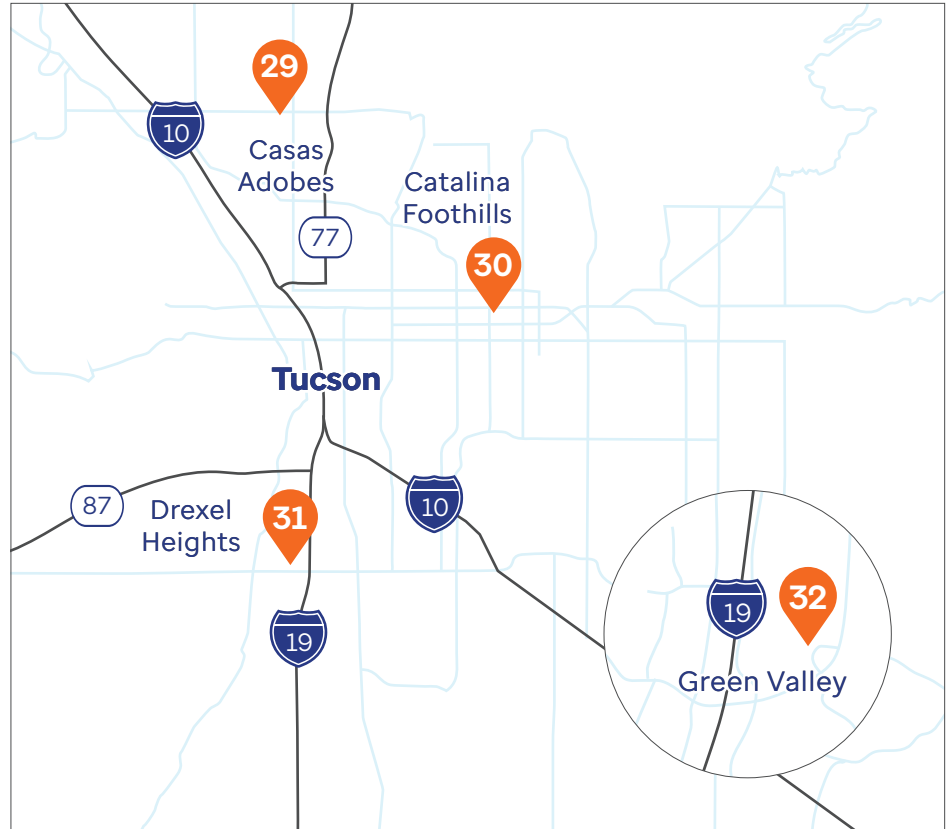 29
10
Casas
Adobes
Catalina
Foothills
77
30
Tucson
87
Drexel
Heights
31
10
19
19
32
Green Valley